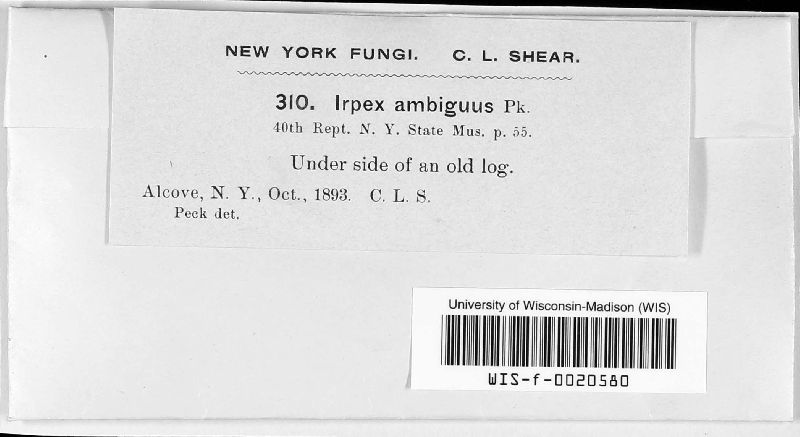 NEW YORK FUNGI. C. L. SHEAR.
310. Irpex ambiguus Pk.
40th Rept. N. Y. State Mus. p. 55.
Under side of an old log.
Alcove, N. Y., Oct., 1893. C. L. S.
Peck det.
University of Wisconsin-Madison (WIS)
WIS-f-0020580